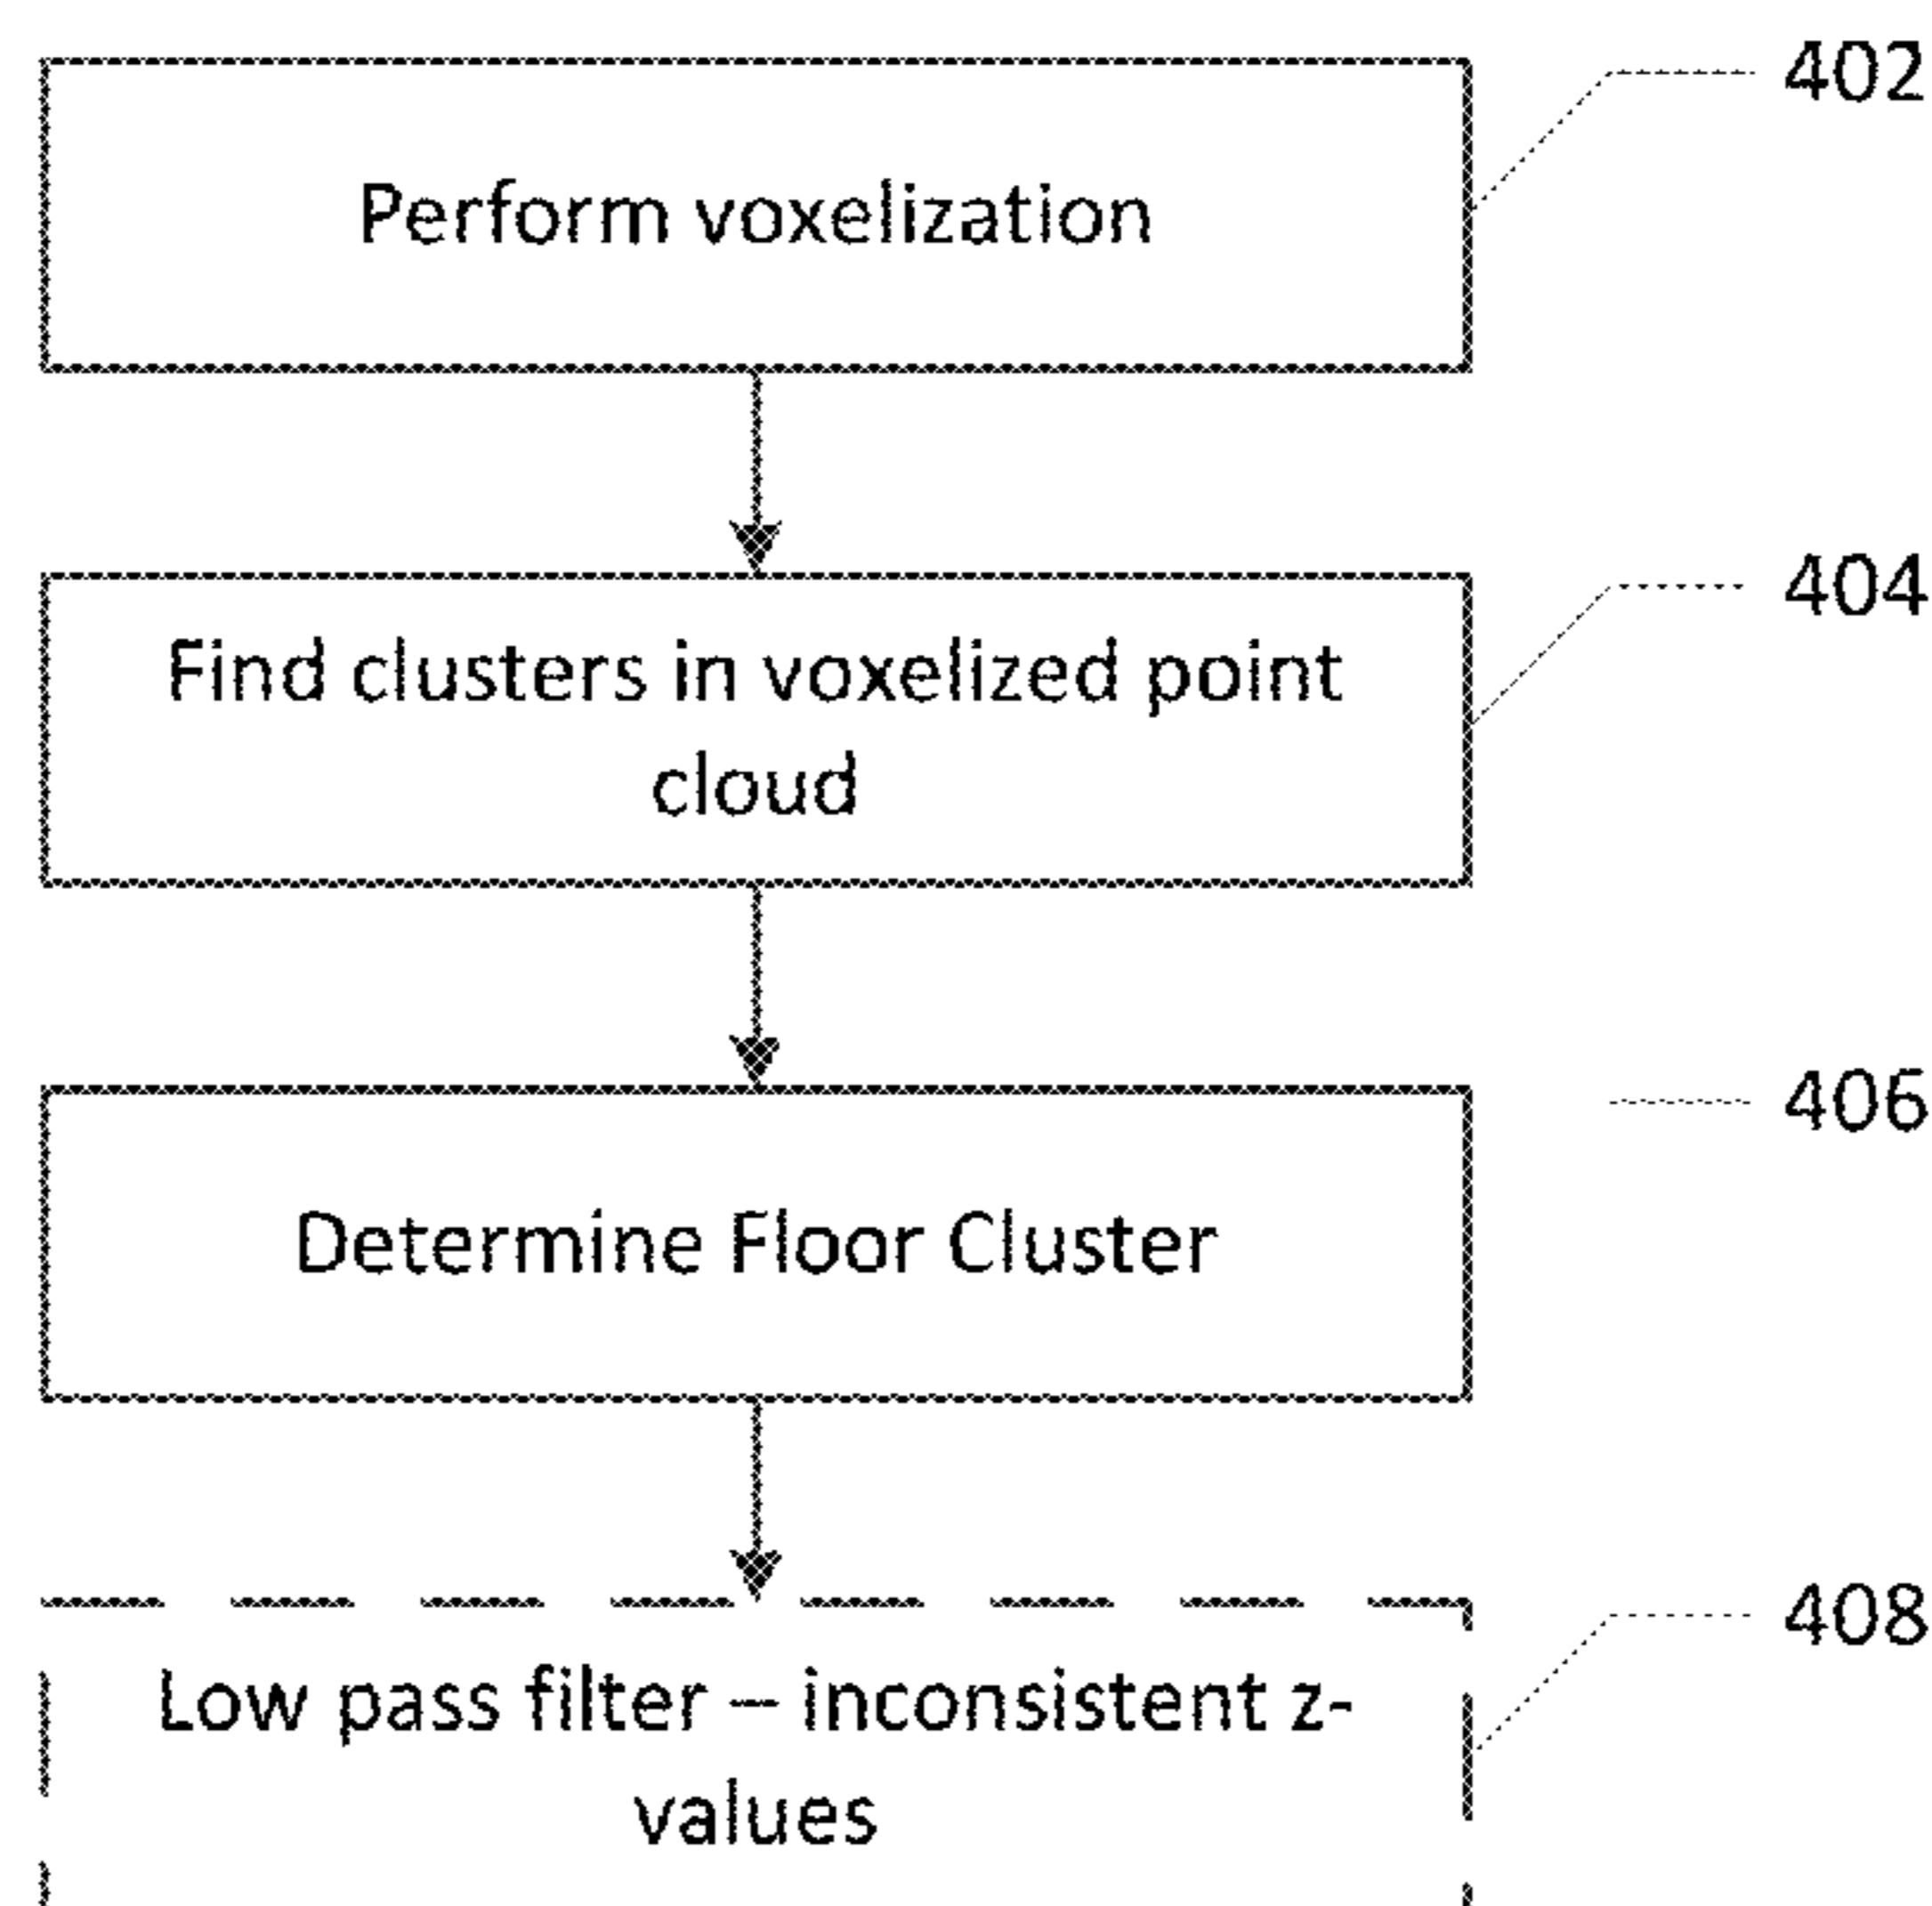 402
Perform voxelization
404
Find clusters in voxelized point
cloud
406
Determine Floor Cluster
408
Low pass filter – inconsistent z-
values